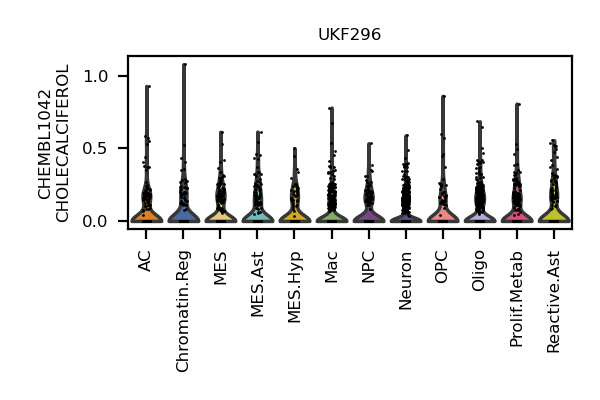 UKF296
CHEMBL1042
CHOLECALCIFEROL
1.0
0.5
0.0
AC
Chromatin.Reg
MES
MES.Ast
MES.Hyp
Mac
NPC
Neuron
OPC
Oligo
Prolif.Metab
Reactive.Ast